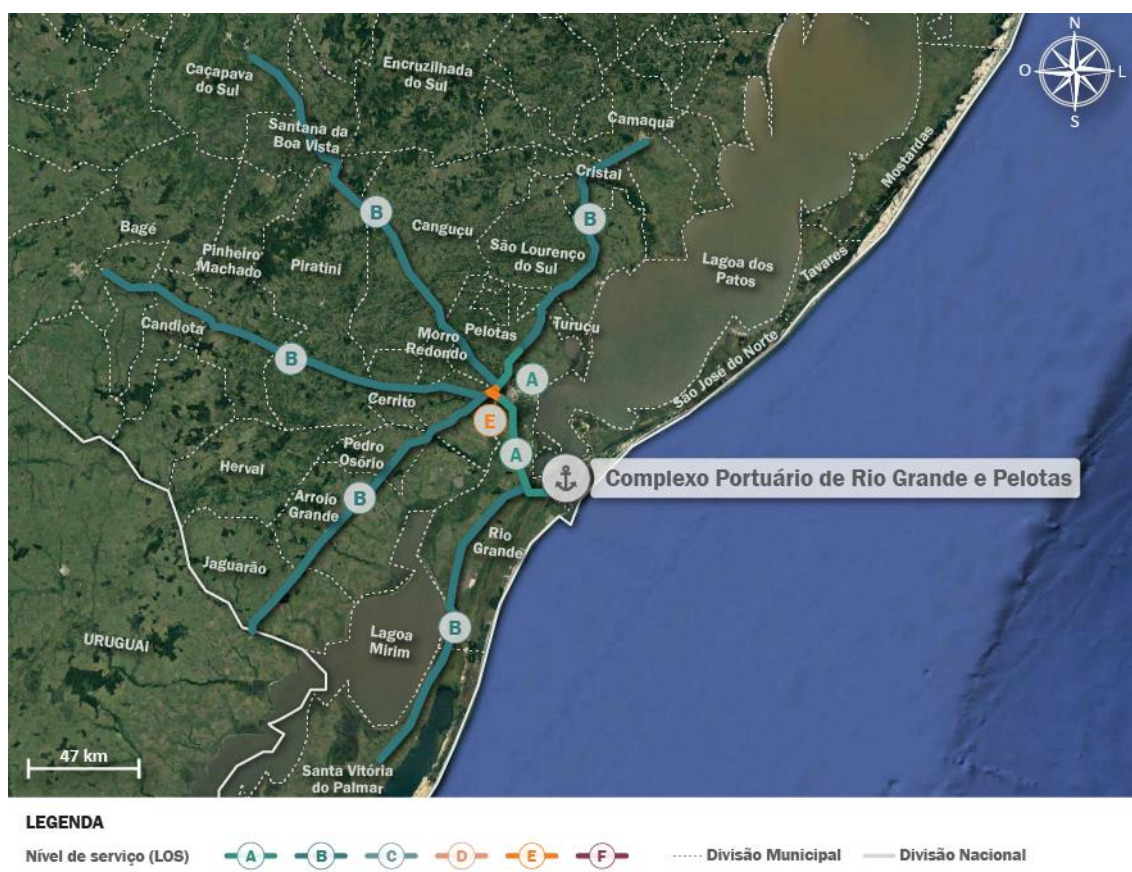 N
O
L
S
Caçapava
do Sul
Encruzilhada
do Sul
Camaquã
Santana da
Boa Vista
Cristal
Mostardas
B
B
Bagé
Canguçu
São Lourenço
do Sul
Pinheiro
Machado
Piratini
Lagoa dos
Patos
Tavares
Candiota
Pelotas
Turuçu
Morro
Redondo
São José do Norte
B
A
Cerrito
E
Pedro
Osório
A
Herval
Complexo Portuário de Rio Grande e Pelotas
Arroio
Grande
B
Rio
Grande
Jaguarão
B
Lagoa
Mirim
URUGUAI
47 km
Santa Vitória
do Palmar
LEGENDA
Nível de serviço (LOS) A B C D E F Divisão Municipal Divisão Nacional